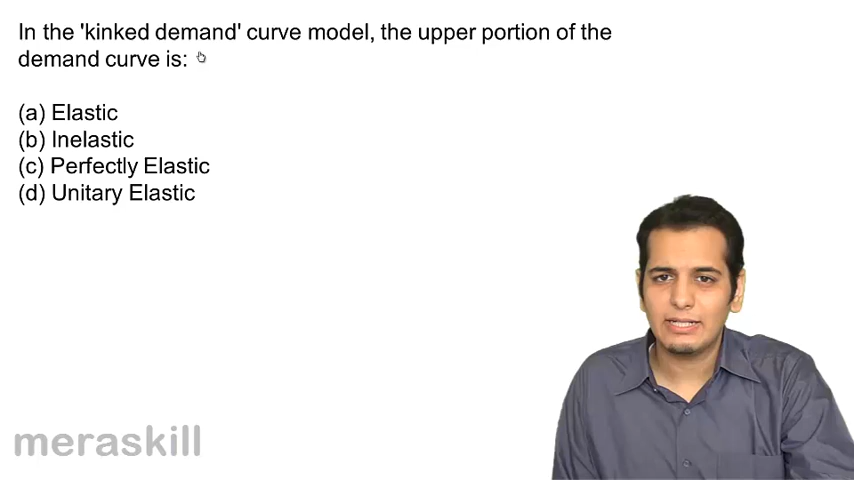 In the 'kinked demand' curve model, the upper portion of the
demand curve is:
(a) Elastic
(b) Inelastic
(c) Perfectly Elastic
(d) Unitary Elastic
meraskill